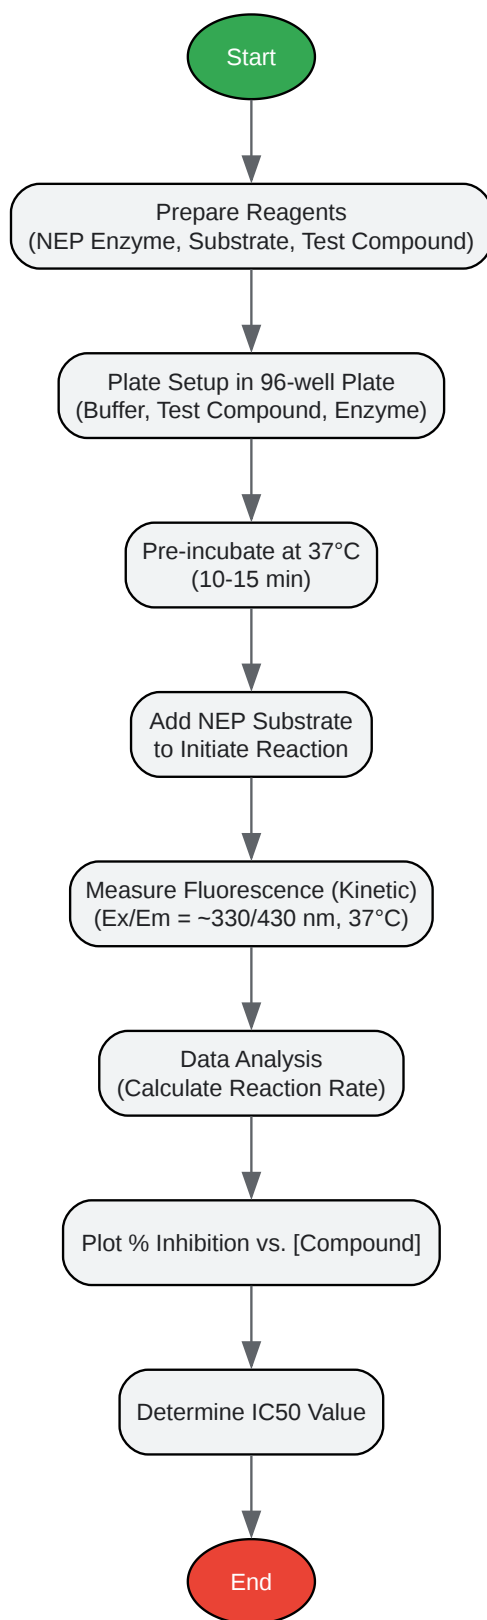 Start
Prepare Reagents
(NEP Enzyme, Substrate, Test Compound)
Plate Setup in 96-well Plate
(Buffer, Test Compound, Enzyme)
Pre-incubate at 37°C
(10-15 min)
Add NEP Substrate
to Initiate Reaction
Measure Fluorescence (Kinetic)
(Ex/Em = ~330/430 nm, 37°C)
Data Analysis
(Calculate Reaction Rate)
Plot % Inhibition vs. [Compound]
Determine IC50 Value
End